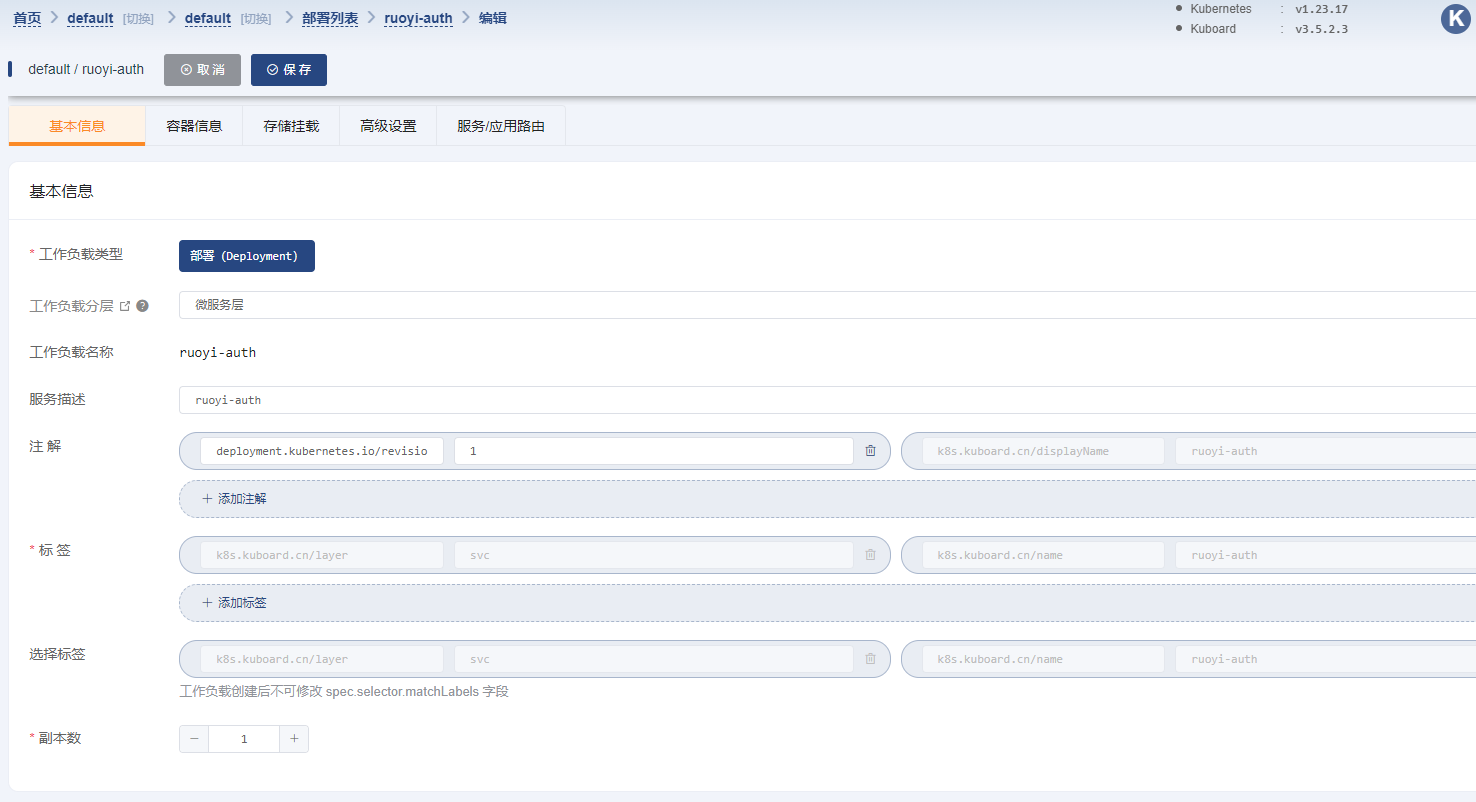 首页 > default [切换] > default [切换] > 部署列表 > ruoyi-auth > 编辑
Kubernetes : v1.23.17
Kuboard : v3.5.2.3
K
default / ruoyi-auth 取 消 保 存
基本信息 容器信息 存储挂载 高级设置 服务/应用路由
基本信息
* 工作负载类型 部署 (Deployment)
工作负载分层 ? 微服务层
工作负载名称 ruoyi-auth
服务描述 ruoyi-auth
注 解 deployment.kubernetes.io/revisio 1 k8s.kuboard.cn/displayName ruoyi-auth
+ 添加注解
* 标 签 k8s.kuboard.cn/layer svc k8s.kuboard.cn/name ruoyi-auth
+ 添加标签
选择标签 k8s.kuboard.cn/layer svc k8s.kuboard.cn/name ruoyi-auth
工作负载创建后不可修改 spec.selector.matchLabels 字段
* 副本数 − 1 +